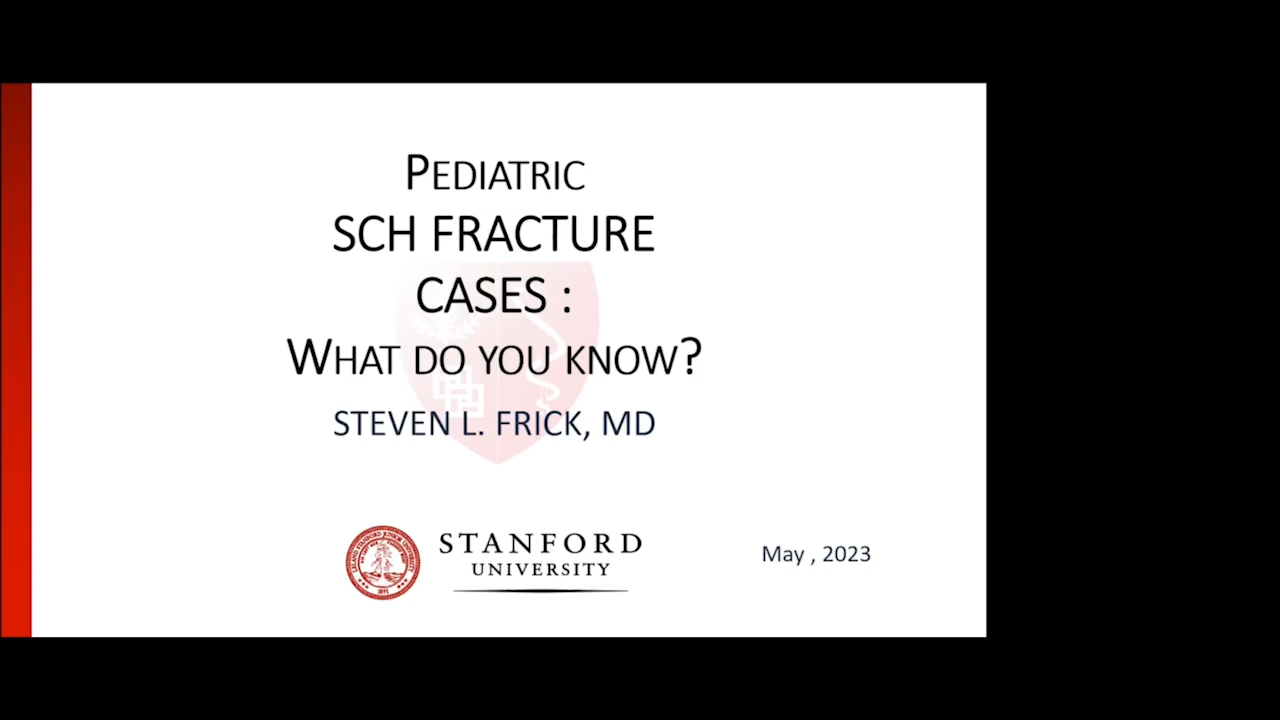 PEDIATRIC
SCH FRACTURE
CASES :
WHAT DO YOU KNOW?
STEVEN L. FRICK, MD
STANFORD
UNIVERSITY
May , 2023